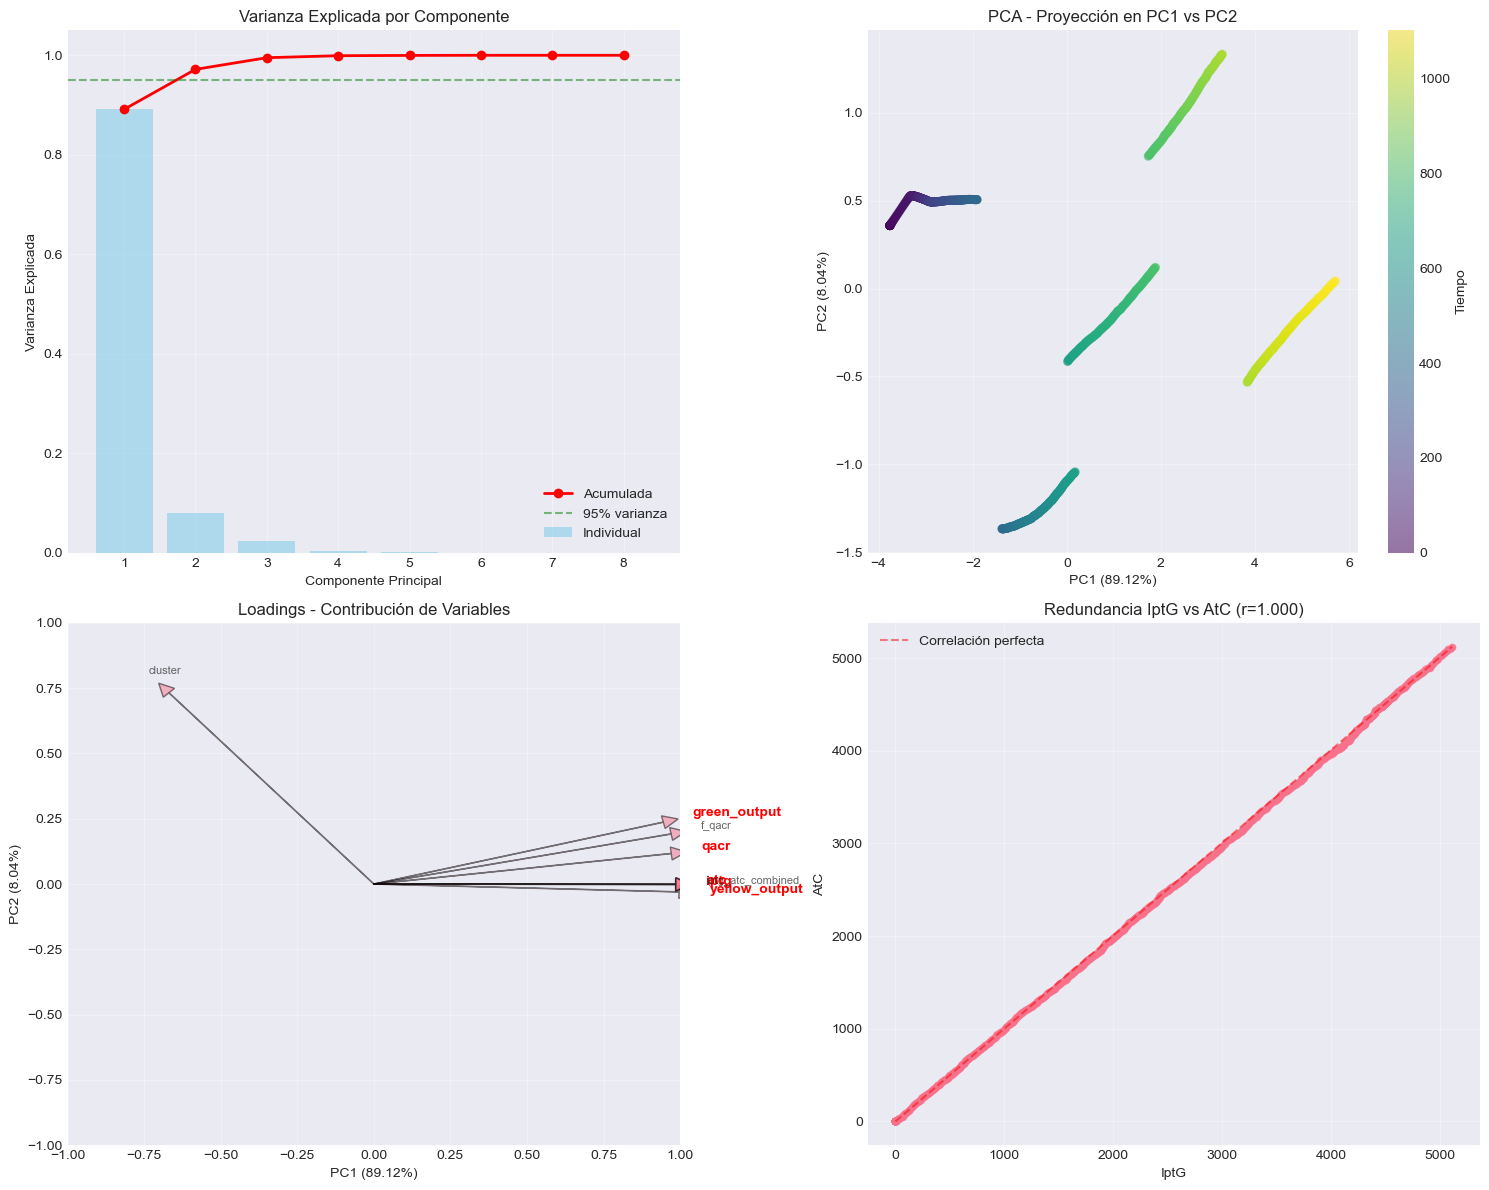 Varianza Explicada por Componente
1.0
0.8
0.6
0.4
0.2
0.0
Varianza Explicada
Acumulada
95% varianza
Individual
1 2 3 4 5 6 7 8
Componente Principal
PCA - Proyección en PC1 vs PC2
1.0
0.5
0.0
−0.5
−1.0
−1.5
PC2 (8.04%)
−4 −2 0 2 4 6
PC1 (89.12%)
1000
800
600
400
200
0
Tiempo
Loadings - Contribución de Variables
1.00
0.75
0.50
0.25
0.00
−0.25
−0.50
−0.75
−1.00
PC2 (8.04%)
cluster
green_output
f_qacr
qacr
atc_combined
yellow_output
−1.00 −0.75 −0.50 −0.25 0.00 0.25 0.50 0.75 1.00
PC1 (89.12%)
Redundancia IptG vs AtC (r=1.000)
Correlación perfecta
5000
4000
3000
2000
1000
0
AtC
0 1000 2000 3000 4000 5000
IptG